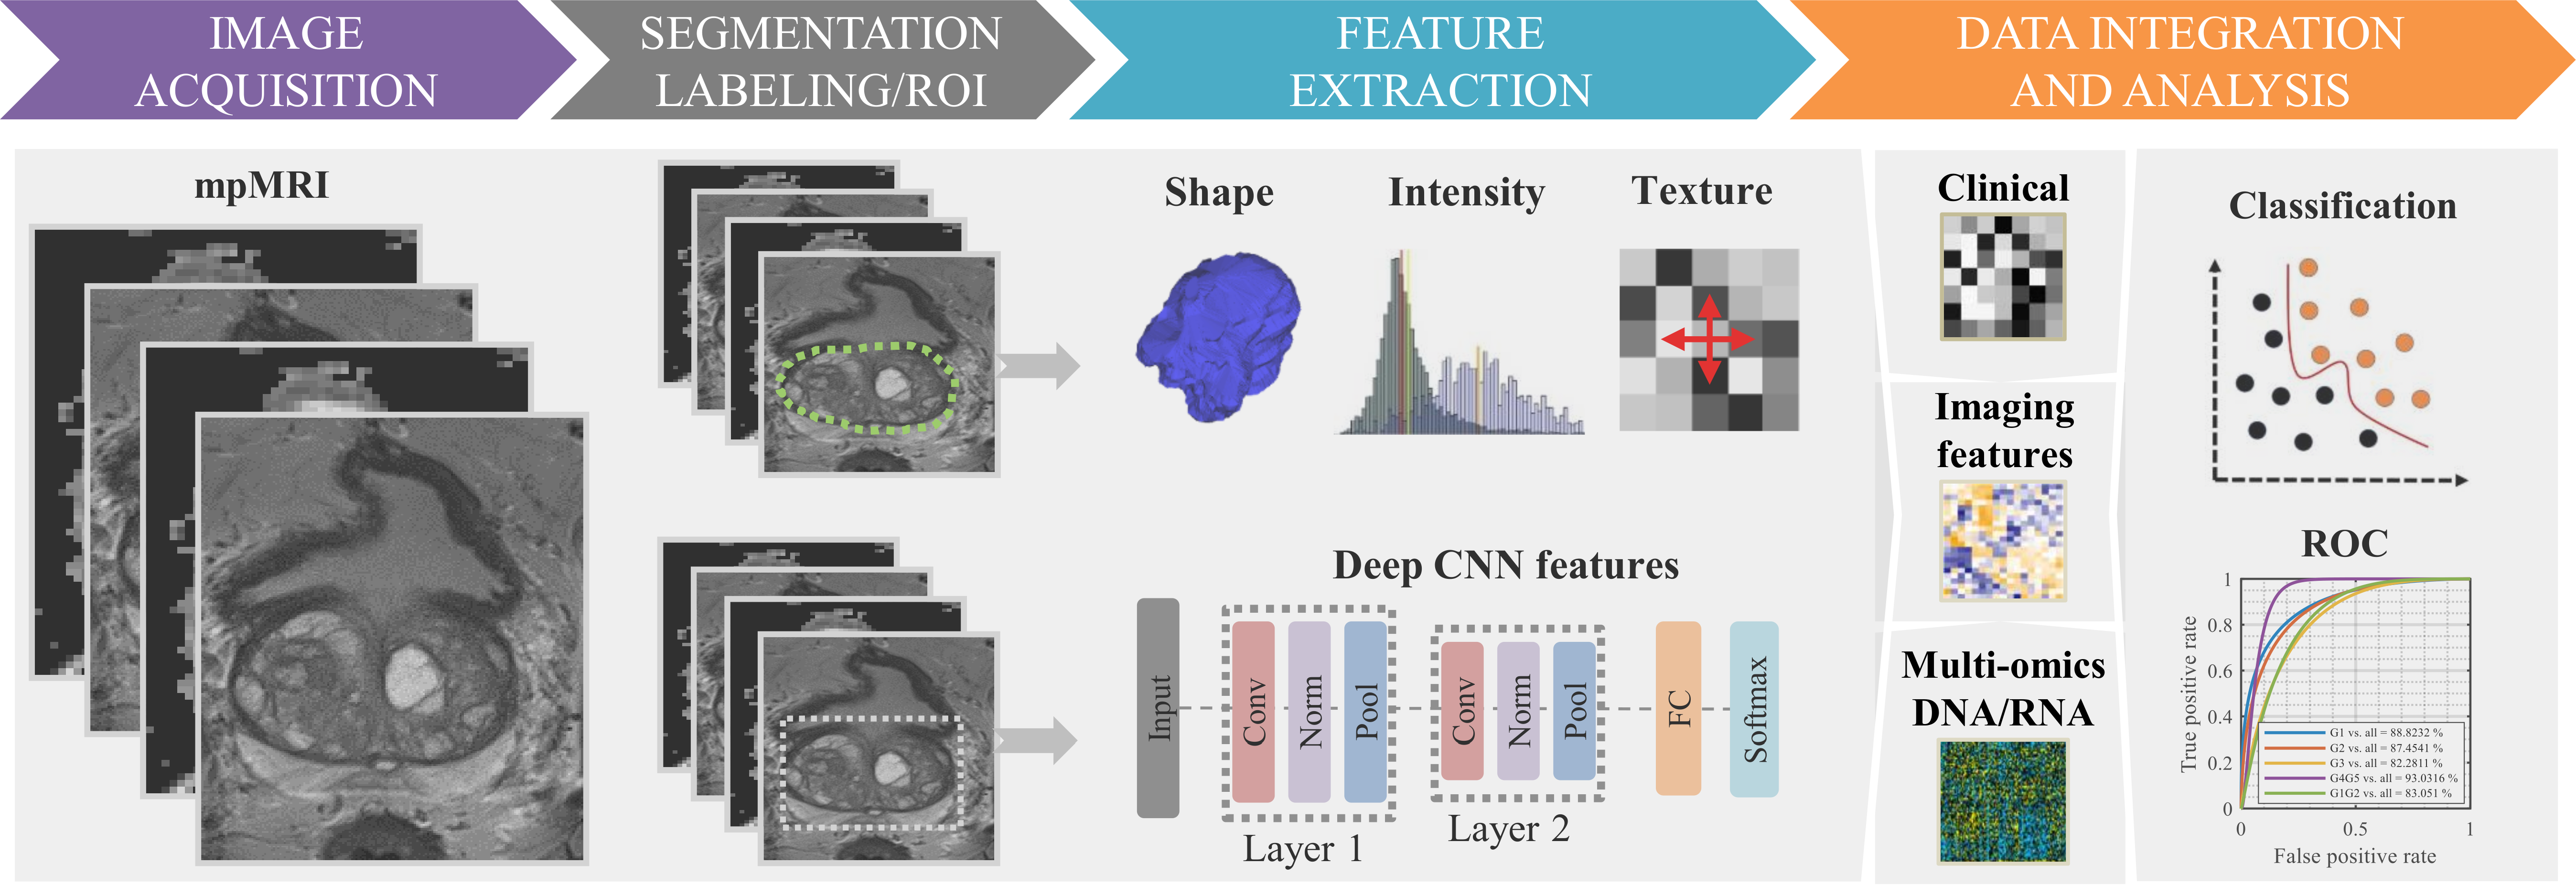 IMAGE
ACQUISITION
SEGMENTATION
LABELING/ROI
FEATURE
EXTRACTION
DATA INTEGRATION
AND ANALYSIS
mpMRI
Shape
Intensity
Texture
Deep CNN features
Input
Conv
Norm
Pool
Layer 1
Conv
Norm
Pool
Layer 2
FC
Softmax
Clinical
Imaging
features
Multi-omics
DNA/RNA
Classification
ROC
True positive rate
1
0.8
0.6
0.4
0.2
0
G1 vs. all = 88.8232 %
G2 vs. all = 87.4541 %
G3 vs. all = 82.2811 %
G4G5 vs. all = 93.0316 %
G1G2 vs. all = 83.051 %
0
0.5
1
False positive rate